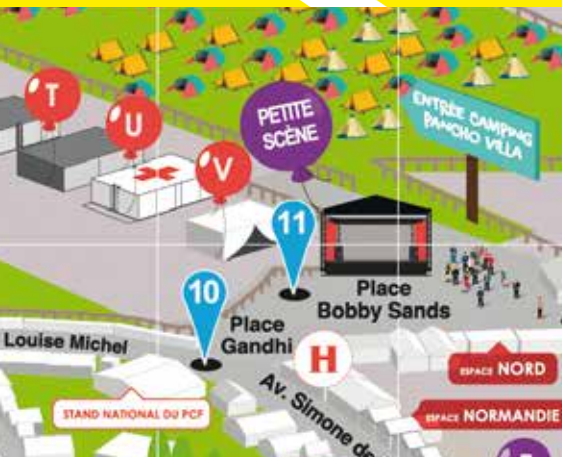 T
U
V
PETITE
SCÈNE
ENTRÉE CAMPING
PANCHO VILLA
11
10
Place
Bobby Sands
Place
Gandhi
H
Louise Michel
Av. Simone de
STAND NATIONAL DU PCF
ESPACE NORD
ESPACE NORMANDIE